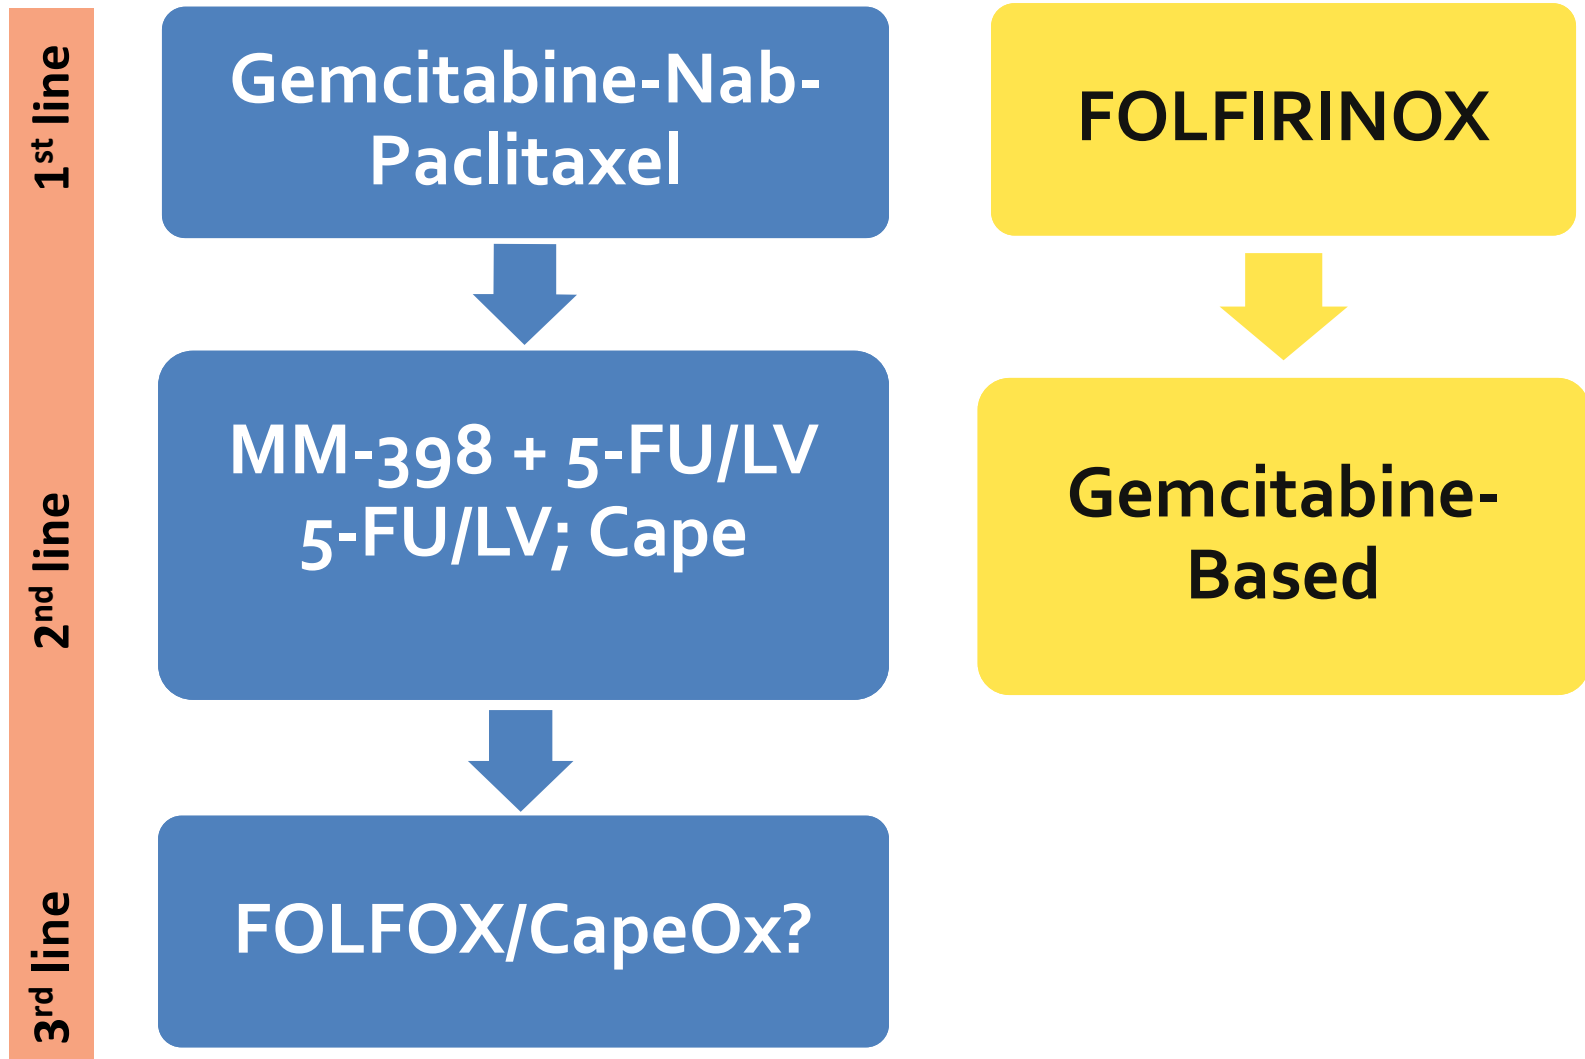 1st line
Gemcitabine-Nab-
Paclitaxel
FOLFIRINOX
2nd line
MM-398 + 5-FU/LV
5-FU/LV; Cape
Gemcitabine-
Based
3rd line
FOLFOX/CapeOx?